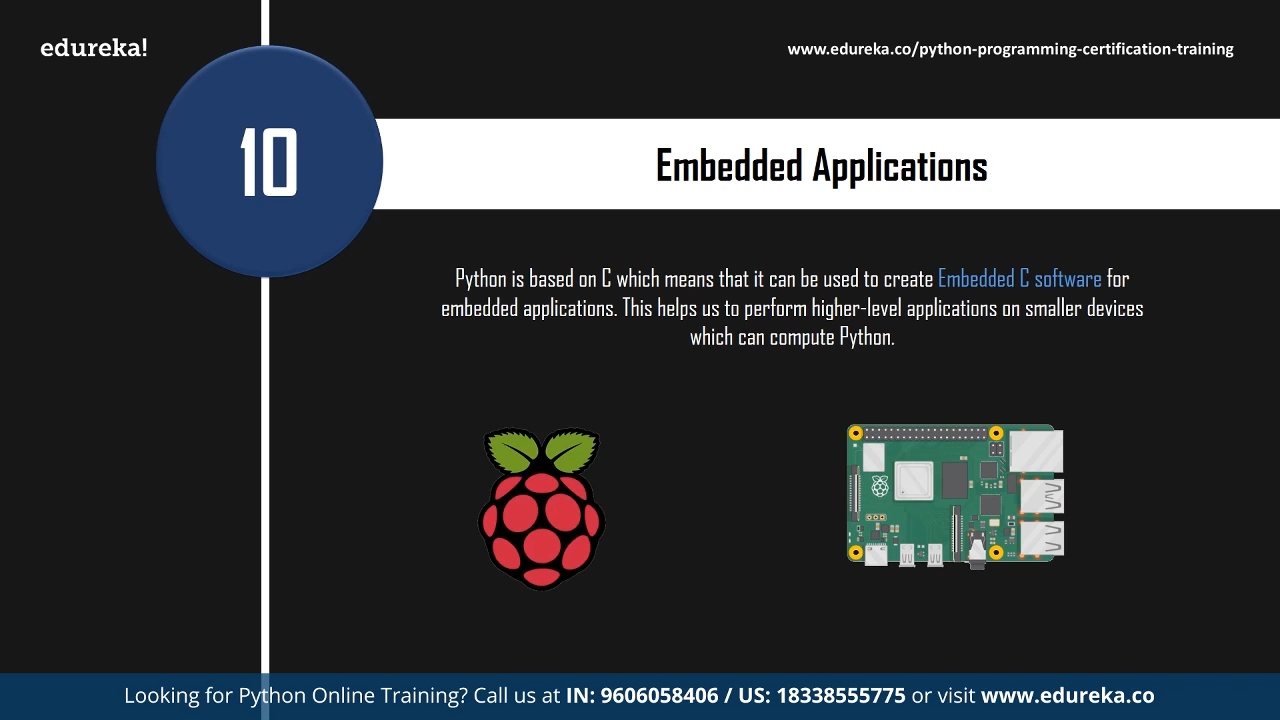 edureka!
www.edureka.co/python-programming-certification-training
10
Embedded Applications
Python is based on C which means that it can be used to create Embedded C software for
embedded applications. This helps us to perform higher-level applications on smaller devices
which can compute Python.
Looking for Python Online Training? Call us at IN: 9606058406 / US: 18338555775 or visit www.edureka.co